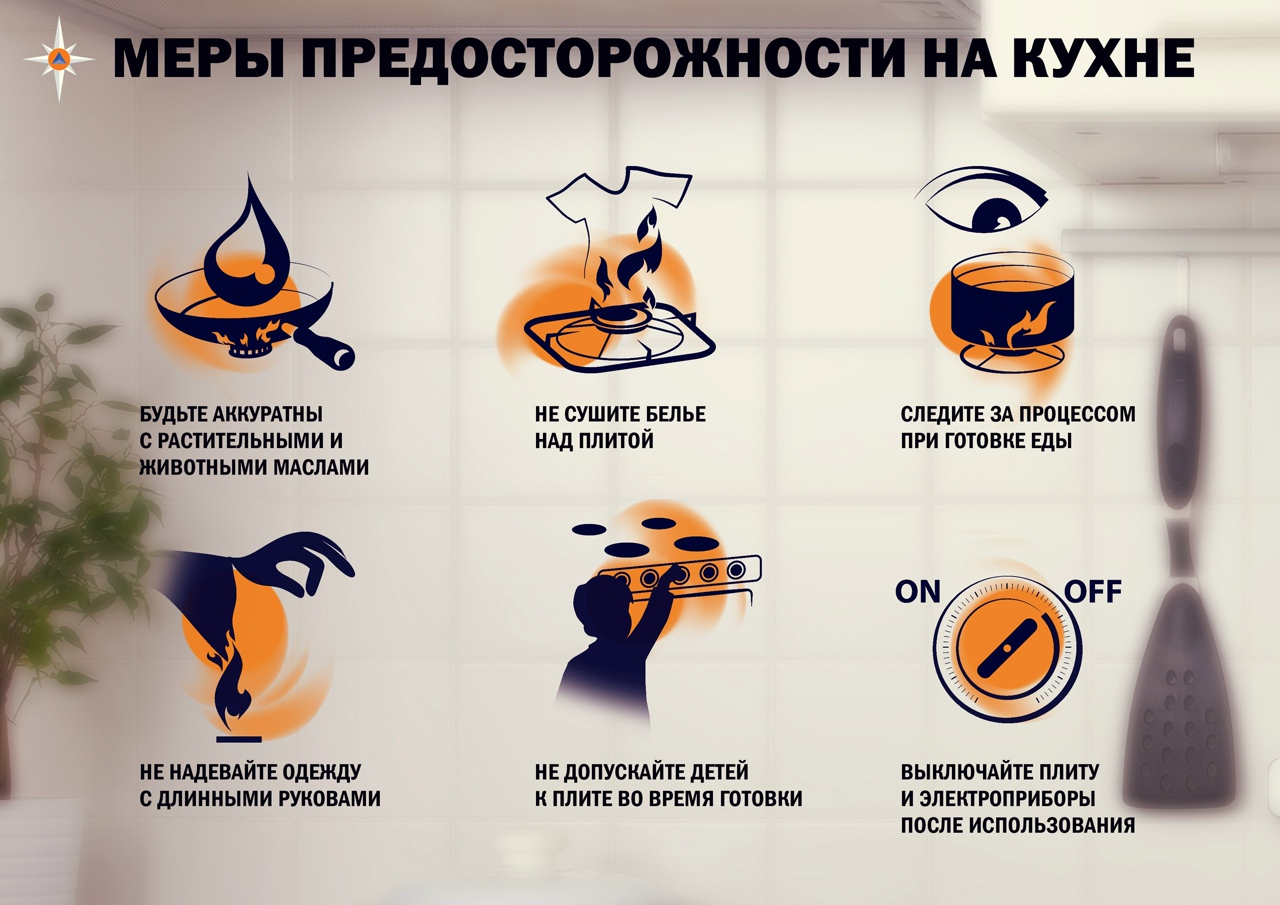 МЕРЫ ПРЕДОСТОРОЖНОСТИ НА КУХНЕ
БУДЬТЕ АККУРАТНЫ
С РАСТИТЕЛЬНЫМИ И
ЖИВОТНЫМИ МАСЛАМИ
НЕ СУШИТЕ БЕЛЬЕ
НАД ПЛИТОЙ
СЛЕДИТЕ ЗА ПРОЦЕССОМ
ПРИ ГОТОВКЕ ЕДЫ
НЕ НАДЕВАЙТЕ ОДЕЖДУ
С ДЛИННЫМИ РУКОВАМИ
НЕ ДОПУСКАЙТЕ ДЕТЕЙ
К ПЛИТЕ ВО ВРЕМЯ ГОТОВКИ
ON OFF
ВЫКЛЮЧАЙТЕ ПЛИТУ
И ЭЛЕКТРОПРИБОРЫ
ПОСЛЕ ИСПОЛЬЗОВАНИЯ